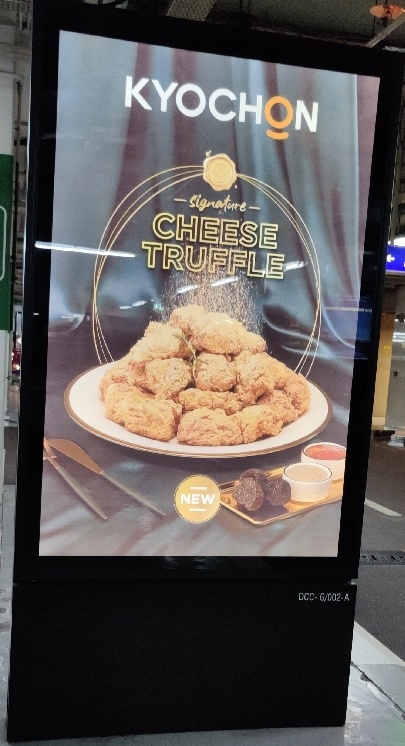 KYOCHON
signature
CHEESE
TRUFFLE
NEW
DCC- G/002-A